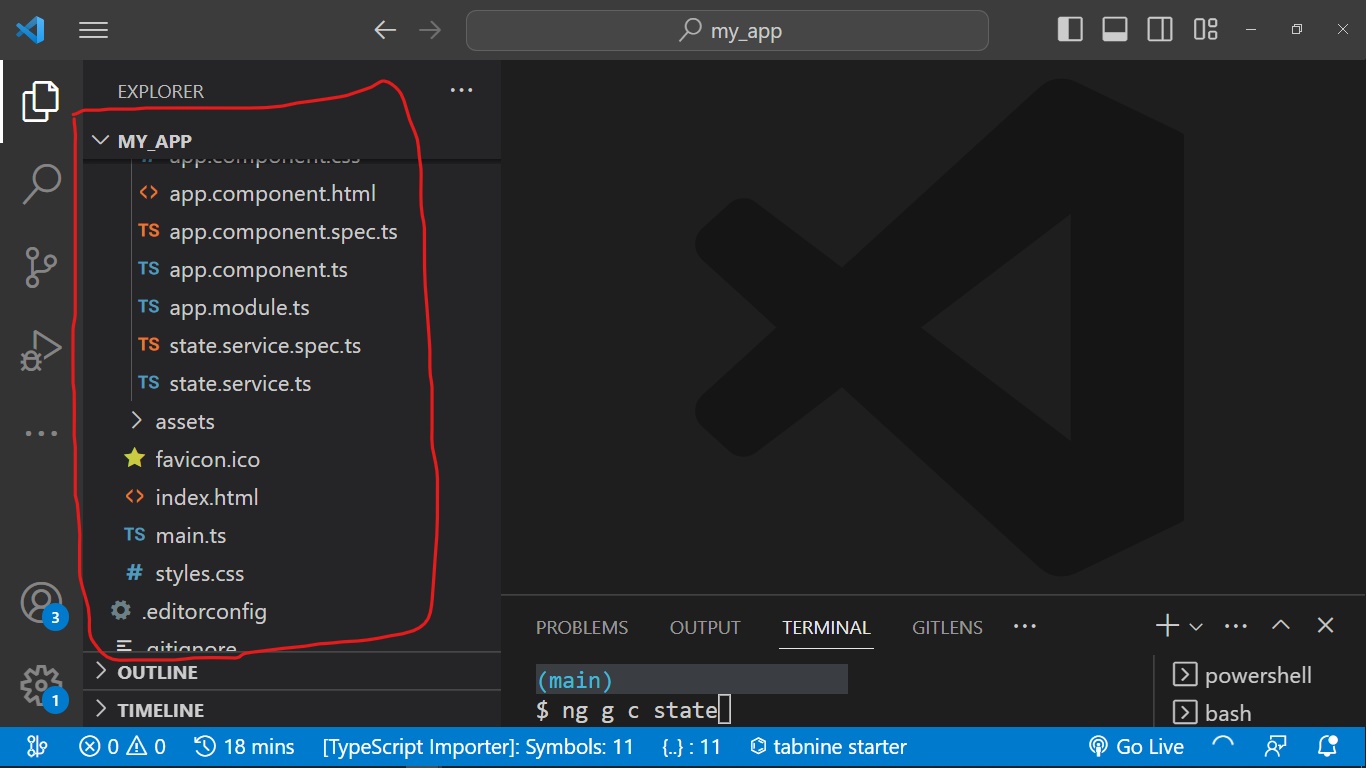 my_app
EXPLORER
MY_APP
app.component.css
app.component.html
TS app.component.spec.ts
TS app.component.ts
TS app.module.ts
TS state.service.spec.ts
TS state.service.ts
assets
favicon.ico
index.html
TS main.ts
# styles.css
.editorconfig
.gitignore
OUTLINE
TIMELINE
3
1
PROBLEMS OUTPUT TERMINAL GITLENS
(main)
$ ng g c state
powershell
bash
0 0 18 mins [TypeScript Importer]: Symbols: 11 {..} : 11 tabnine starter Go Live